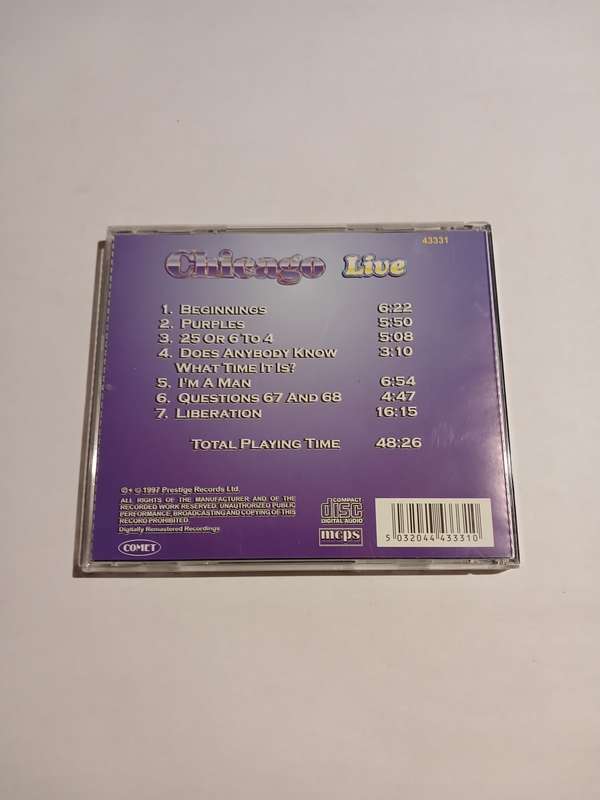 43331
Chicago Live
1. Beginnings 6:22
2. Purples 5:50
3. 25 Or 6 To 4 5:08
4. Does Anybody Know 3:10
What Time It Is?
5. I'm A Man 6:54
6. Questions 67 And 68 4:47
7. Liberation 16:15
Total Playing Time 48:26
℗ + © 1997 Prestige Records Ltd.
ALL RIGHTS OF THE MANUFACTURER AND OF THE
RECORDED WORK RESERVED. UNAUTHORIZED PUBLIC
PERFORMANCE, BROADCASTING AND COPYING OF THIS
RECORD PROHIBITED.
Digitally Remastered Recordings.
COMET
COMPACT
disc
DIGITAL AUDIO
mcps
5 032044 433310